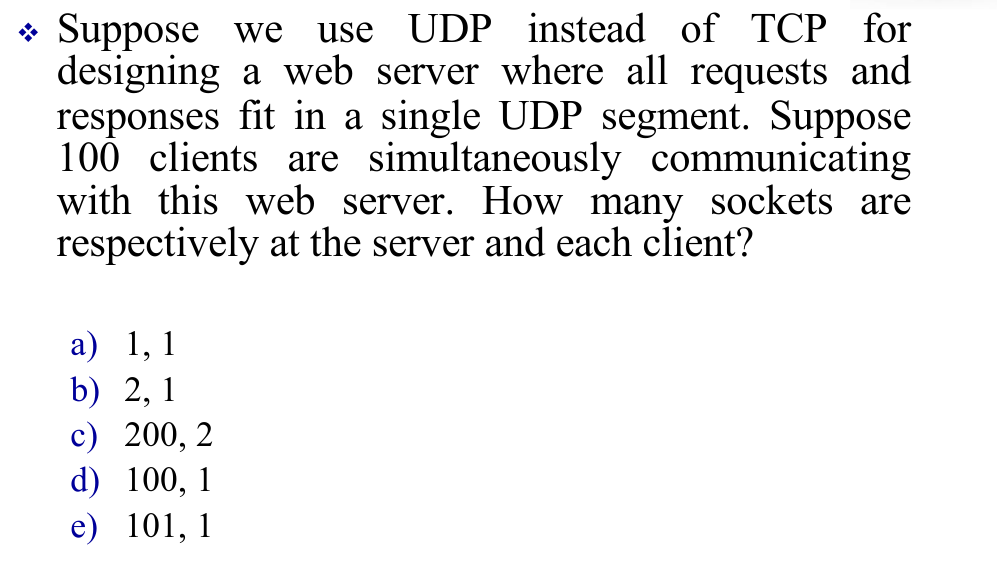 ❖ Suppose we use UDP instead of TCP for
designing a web server where all requests and
responses fit in a single UDP segment. Suppose
100 clients are simultaneously communicating
with this web server. How many sockets are
respectively at the server and each client?
a) 1, 1
b) 2, 1
c) 200, 2
d) 100, 1
e) 101, 1